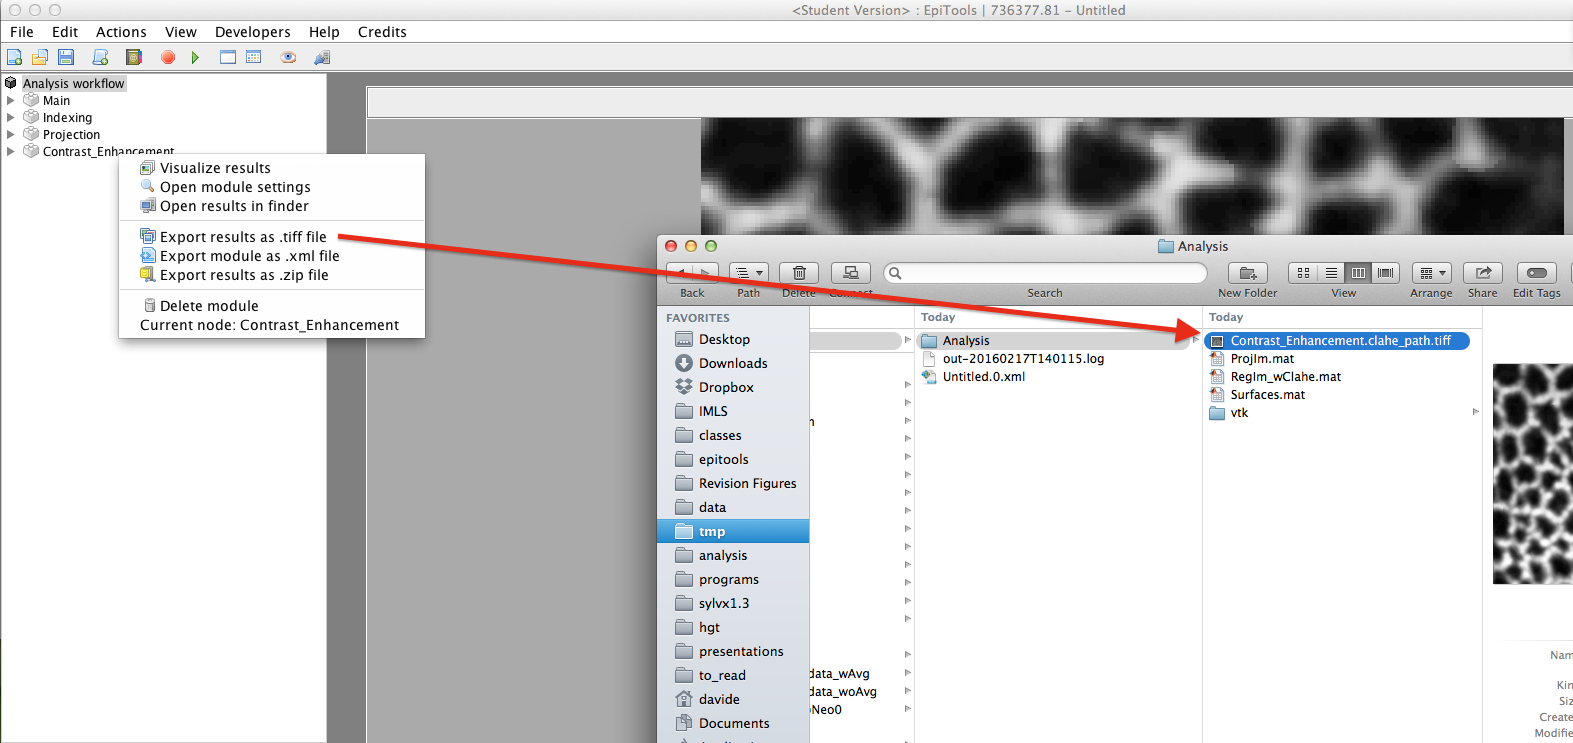 <Student Version> : EpiTools | 736377.81 - Untitled
File Edit Actions View Developers Help Credits
Analysis workflow
Main
Indexing
Projection
Contrast_Enhancement
Visualize results
Open module settings
Open results in finder
Export results as .tiff file
Export module as .xml file
Export results as .zip file
Delete module
Current node: Contrast_Enhancement
Analysis
Back Path Delete Connect Search New Folder View Arrange Share Edit Tags
FAVORITES
Desktop
Downloads
Dropbox
IMLS
classes
epitools
Revision Figures
data
tmp
analysis
programs
sylvx1.3
hgt
presentations
to_read
davide
Documents
data_wAvg
data_woAvg
Neo0
Today
Analysis
out-20160217T140115.log
Untitled.0.xml
Today
Contrast_Enhancement.clahe_path.tiff
ProjIm.mat
RegIm_wClahe.mat
Surfaces.mat
vtk
Nam
Kin
Siz
Create
Modifie